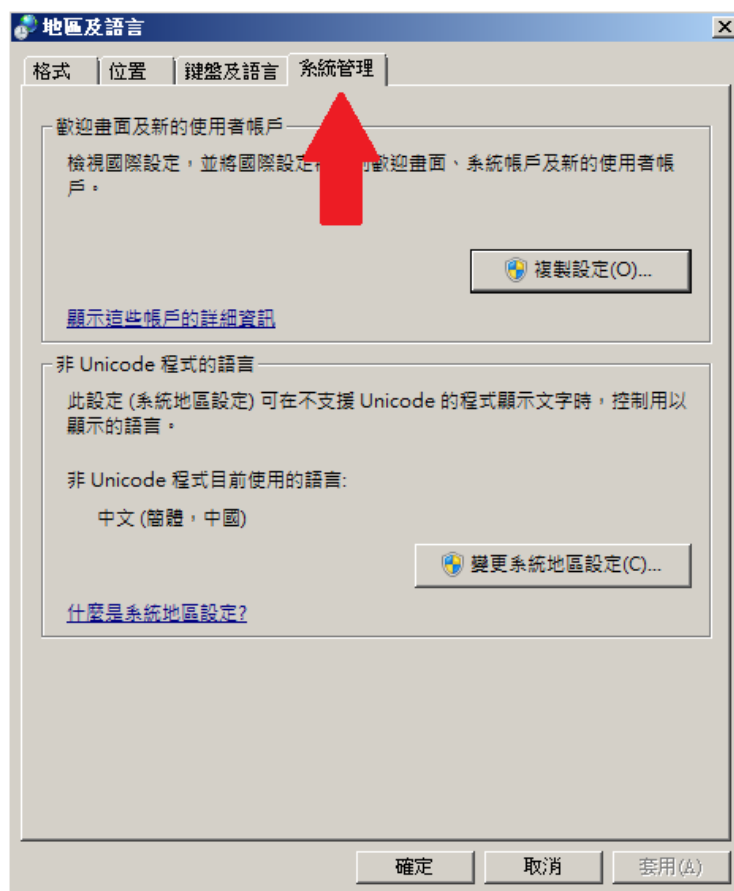 地區及語言
格式
位置
鍵盤及語言
系統管理
歡迎畫面及新的使用者帳戶
檢視國際設定,並將國際設定 歡迎畫面、系統帳戶及新的使用者帳
戶。
複製設定(O)...
顯示這些帳戶的詳細資訊
非 Unicode 程式的語言
此設定 (系統地區設定) 可在不支援 Unicode 的程式顯示文字時,控制用以
顯示的語言。
非 Unicode 程式目前使用的語言:
中文 (簡體,中國)
變更系統地區設定(C)...
什麼是系統地區設定?
確定
取消
套用(A)